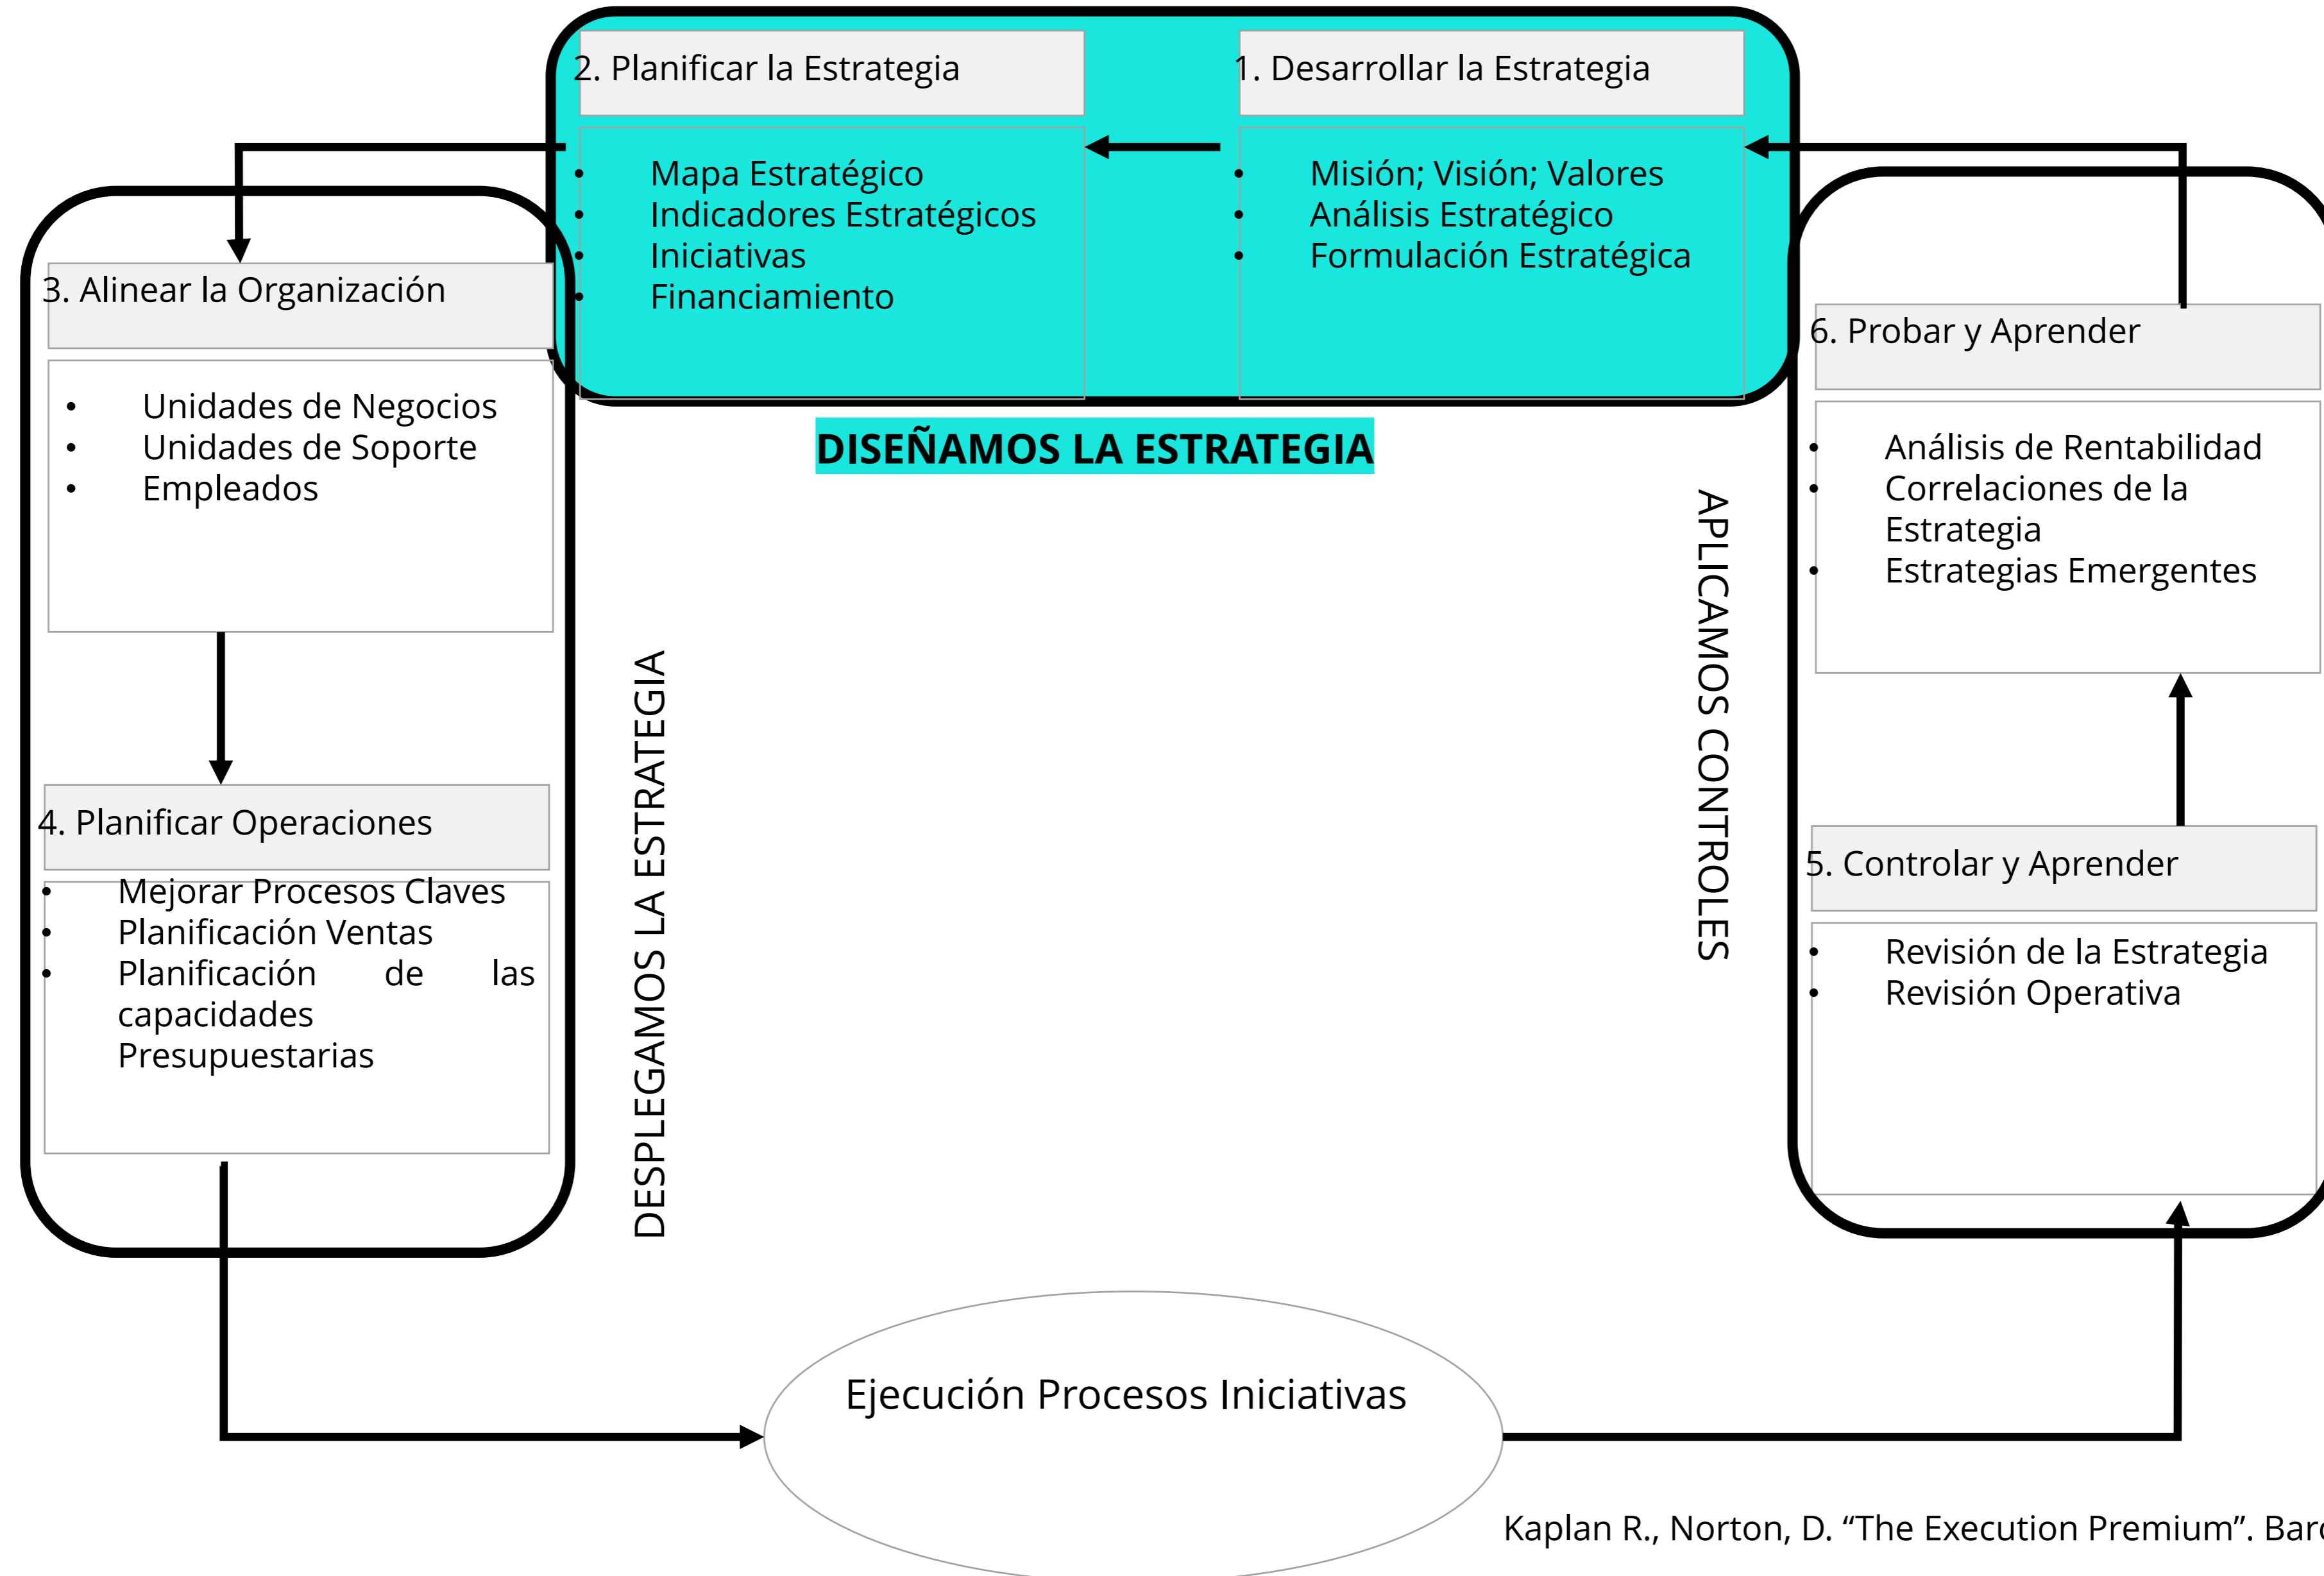 2. Planificar la Estrategia
• Mapa Estratégico
• Indicadores Estratégicos
• Iniciativas
• Financiamiento
1. Desarrollar la Estrategia
• Misión; Visión; Valores
• Análisis Estratégico
• Formulación Estratégica
DISEÑAMOS LA ESTRATEGIA
3. Alinear la Organización
• Unidades de Negocios
• Unidades de Soporte
• Empleados
4. Planificar Operaciones
• Mejorar Procesos Claves
• Planificación Ventas
• Planificación de las
capacidades
Presupuestarias
DESPLEGAMOS LA ESTRATEGIA
APLICAMOS CONTROLES
6. Probar y Aprender
• Análisis de Rentabilidad
• Correlaciones de la
Estrategia
• Estrategias Emergentes
5. Controlar y Aprender
• Revisión de la Estrategia
• Revisión Operativa
Ejecución Procesos Iniciativas
Kaplan R., Norton, D. “The Execution Premium”.